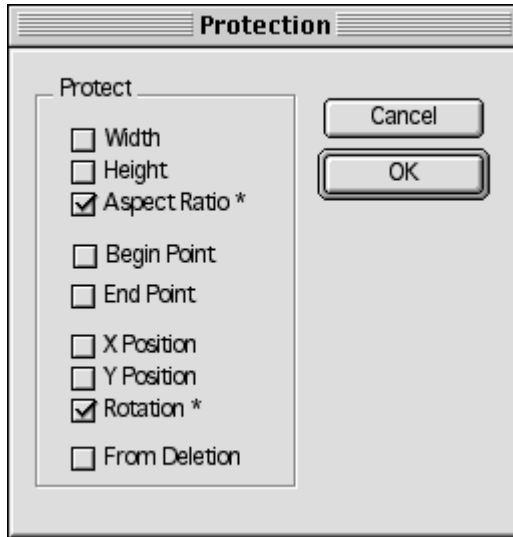 Protection
Protect
Width
Height
Aspect Ratio *
Begin Point
End Point
X Position
Y Position
Rotation *
From Deletion
Cancel
OK